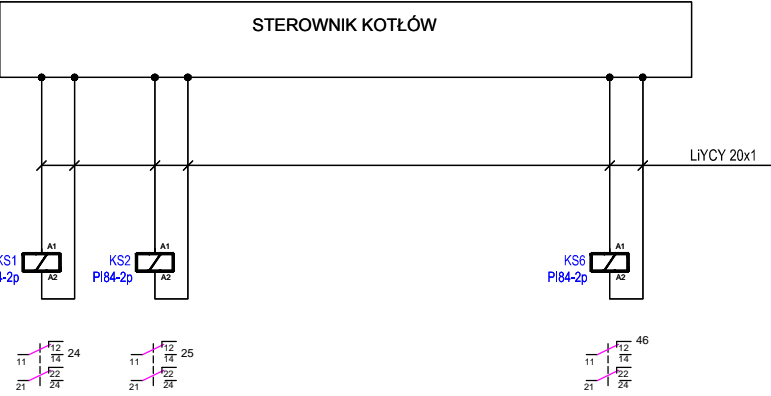 STEROWNIK KOTŁÓW
LiYCY 20x1
KS1
4-2p
A1
A2
KS2
PI84-2p
A1
A2
KS6
PI84-2p
A1
A2
11 12 14 24
21 22 24
11 12 14 25
21 22 24
11 12 14 46
21 22 24